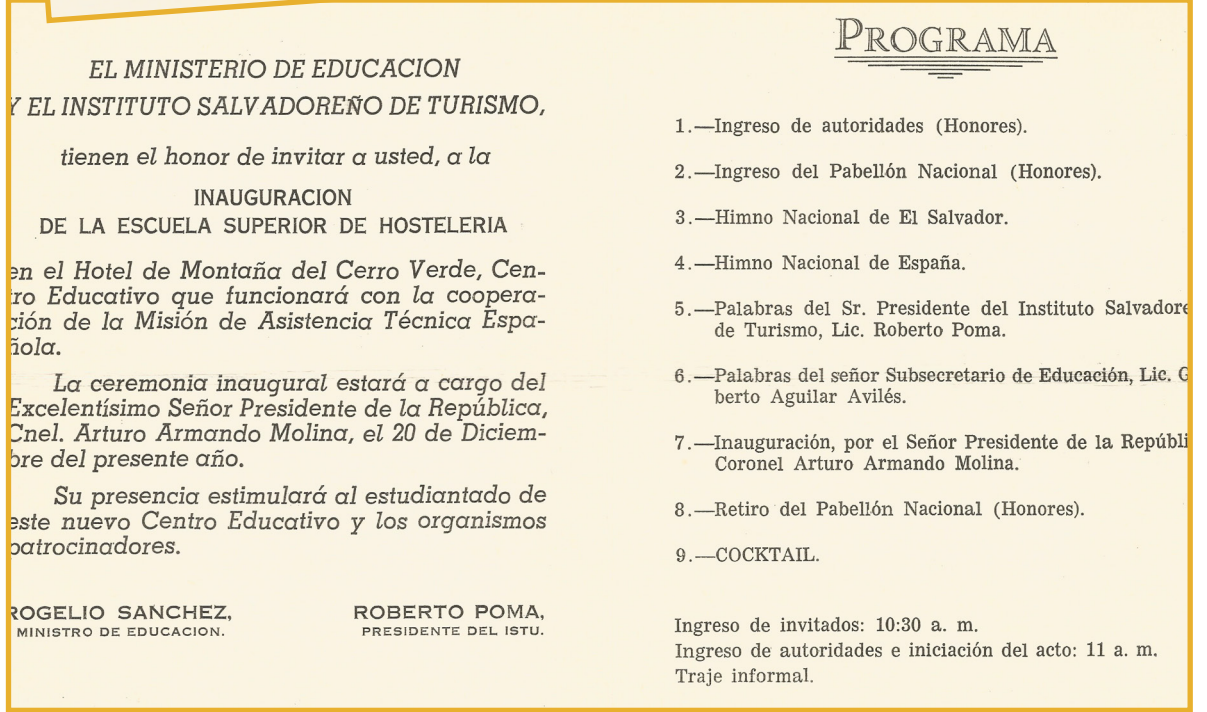 EL MINISTERIO DE EDUCACION
Y EL INSTITUTO SALVADOREÑO DE TURISMO,
tienen el honor de invitar a usted, a la
INAUGURACION
DE LA ESCUELA SUPERIOR DE HOSTELERIA
en el Hotel de Montaña del Cerro Verde, Cen-
tro Educativo que funcionará con la coopera-
ción de la Misión de Asistencia Técnica Espa-
ñola.
La ceremonia inaugural estará a cargo del
Excelentísimo Señor Presidente de la República,
Cnel. Arturo Armando Molina, el 20 de Diciem-
bre del presente año.
Su presencia estimulará al estudiantado de
este nuevo Centro Educativo y los organismos
patrocinadores.
ROGELIO SANCHEZ,
MINISTRO DE EDUCACION.
ROBERTO POMA,
PRESIDENTE DEL ISTU.
PROGRAMA
1.—Ingreso de autoridades (Honores).
2.—Ingreso del Pabellón Nacional (Honores).
3.—Himno Nacional de El Salvador.
4.—Himno Nacional de España.
5.—Palabras del Sr. Presidente del Instituto Salvadore
de Turismo, Lic. Roberto Poma.
6.—Palabras del señor Subsecretario de Educación, Lic. G
berto Aguilar Avilés.
7.—Inauguración, por el Señor Presidente de la Repúbli
Coronel Arturo Armando Molina.
8.—Retiro del Pabellón Nacional (Honores).
9.—COCKTAIL.
Ingreso de invitados: 10:30 a. m.
Ingreso de autoridades e iniciación del acto: 11 a. m.
Traje informal.